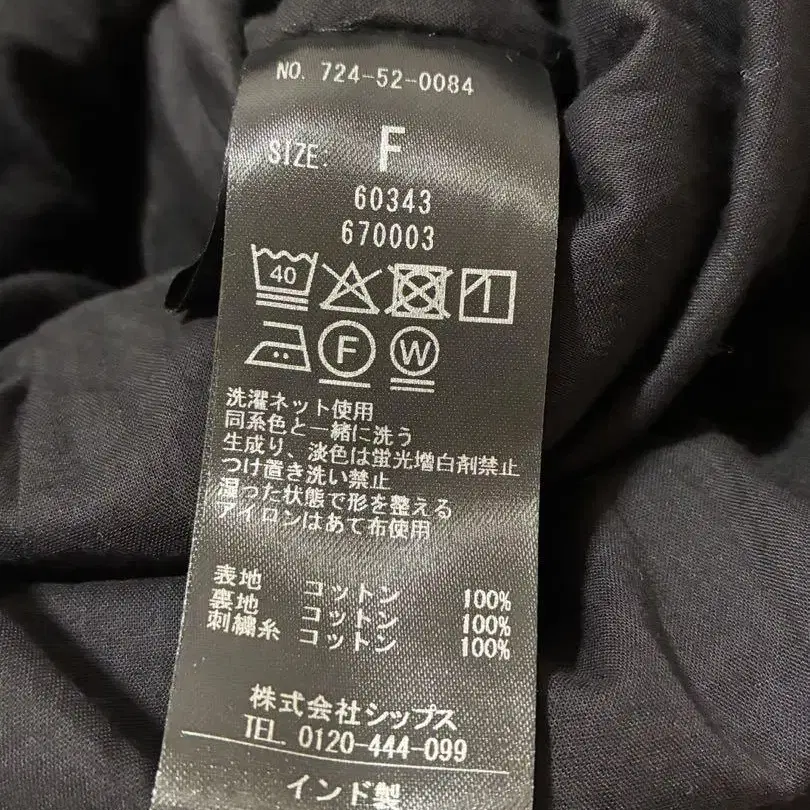 NO. 724-52-0084
SIZE: F
60343
670003
40
F W
洗濯ネット使用
同系色と一緒に洗う
生成り、淡色は蛍光増白剤禁止
つけ置き洗い禁止
湿った状態で形を整える
アイロンはあて布使用
表地 コットン 100%
裏地 コットン 100%
刺繍糸 コットン 100%
株式会社シップス
TEL 0120-444-099
インド製